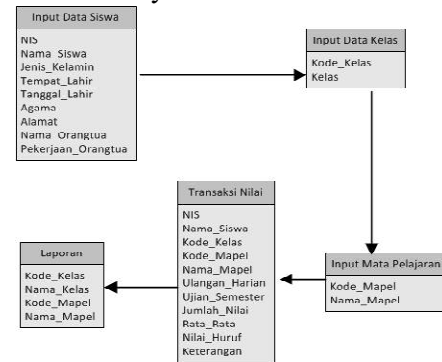 Input Data Siswa
NIS
Nama_Siswa
Jenis_Kelamin
Tempat_Lahir
Tanggal_Lahir
Agama
Alamat
Nama_Orangtua
Pekerjaan_Orangtua
Input Data Kelas
Kode_Kelas
Kelas
Transaksi Nilai
NIS
Nama_Siswa
Kode_Kelas
Kode_Mapel
Nama_Mapel
Ulangan_Harian
Ujian_Semester
Jumlah_Nilai
Rata_Rata
Nilai_Huruf
Keterangan
Input Mata Pelajaran
Kode_Mapel
Nama_Mapel
Laporan
Kode_Kelas
Nama_Kelas
Kode_Mapel
Nama_Mapel